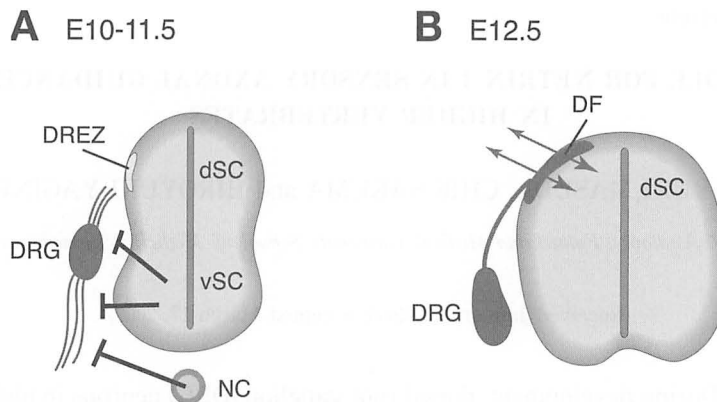 A E10-11.5
DREZ
dSC
DRG
vSC
NC
B E12.5
DF
dSC
DRG